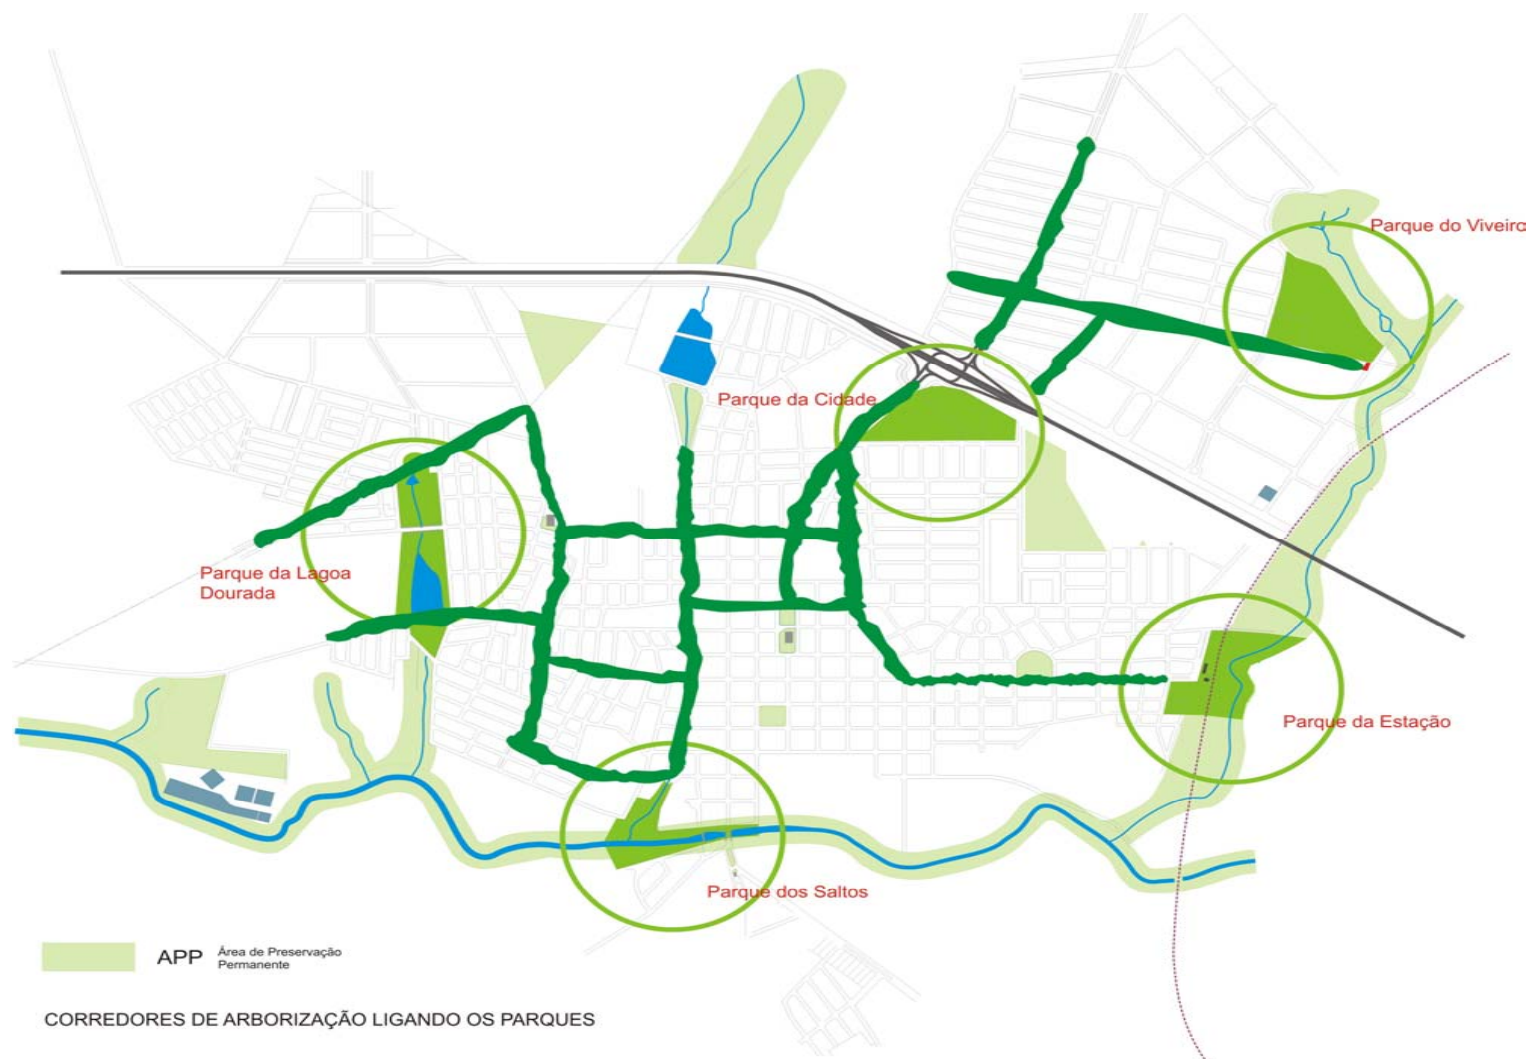 Parque do Viveiro
Parque da Cidade
Parque da Lagoa
Dourada
Parque da Estação
Parque dos Saltos
APP
Área de Preservação
Permanente
CORREDORES DE ARBORIZAÇÃO LIGANDO OS PARQUES